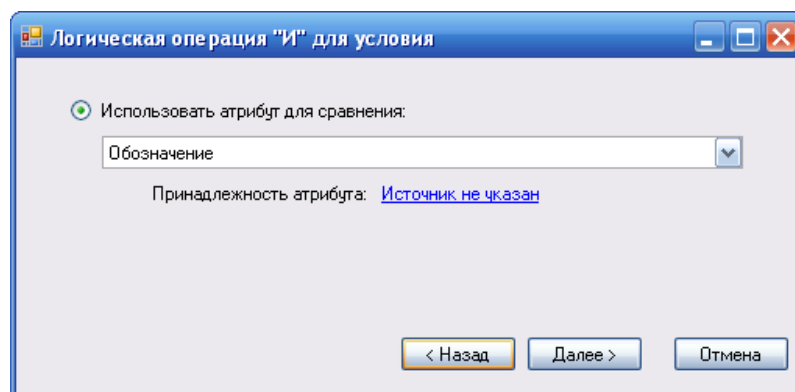 Логическая операция "И" для условия
Использовать атрибут для сравнения:
Обозначение
Принадлежность атрибута: Источник не указан
< Назад Далее > Отмена